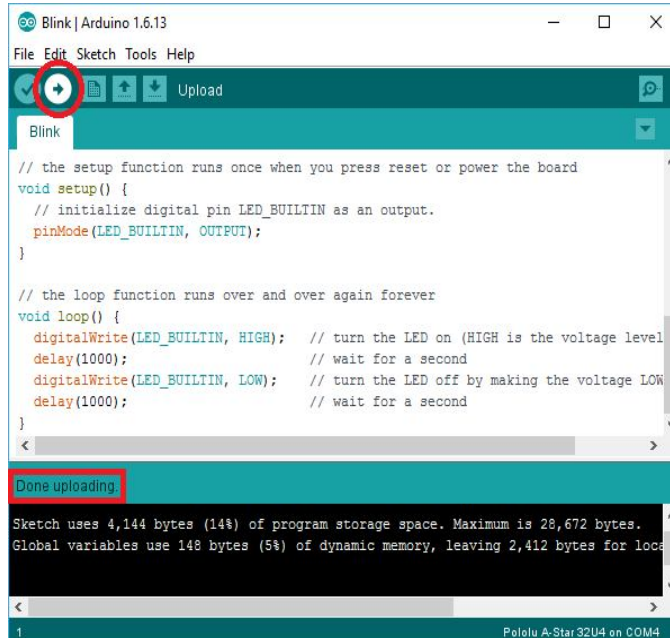 Blink | Arduino 1.6.13
File Edit Sketch Tools Help
Upload
Blink
// the setup function runs once when you press reset or power the board
void setup() {
  // initialize digital pin LED_BUILTIN as an output.
  pinMode(LED_BUILTIN, OUTPUT);
}
// the loop function runs over and over again forever
void loop() {
  digitalWrite(LED_BUILTIN, HIGH);   // turn the LED on (HIGH is the voltage level
  delay(1000);                       // wait for a second
  digitalWrite(LED_BUILTIN, LOW);    // turn the LED off by making the voltage LOW
  delay(1000);                       // wait for a second
}
Done uploading.
Sketch uses 4,144 bytes (14%) of program storage space. Maximum is 28,672 bytes.
Global variables use 148 bytes (5%) of dynamic memory, leaving 2,412 bytes for loca
1 Pololu A-Star 32U4 on COM4